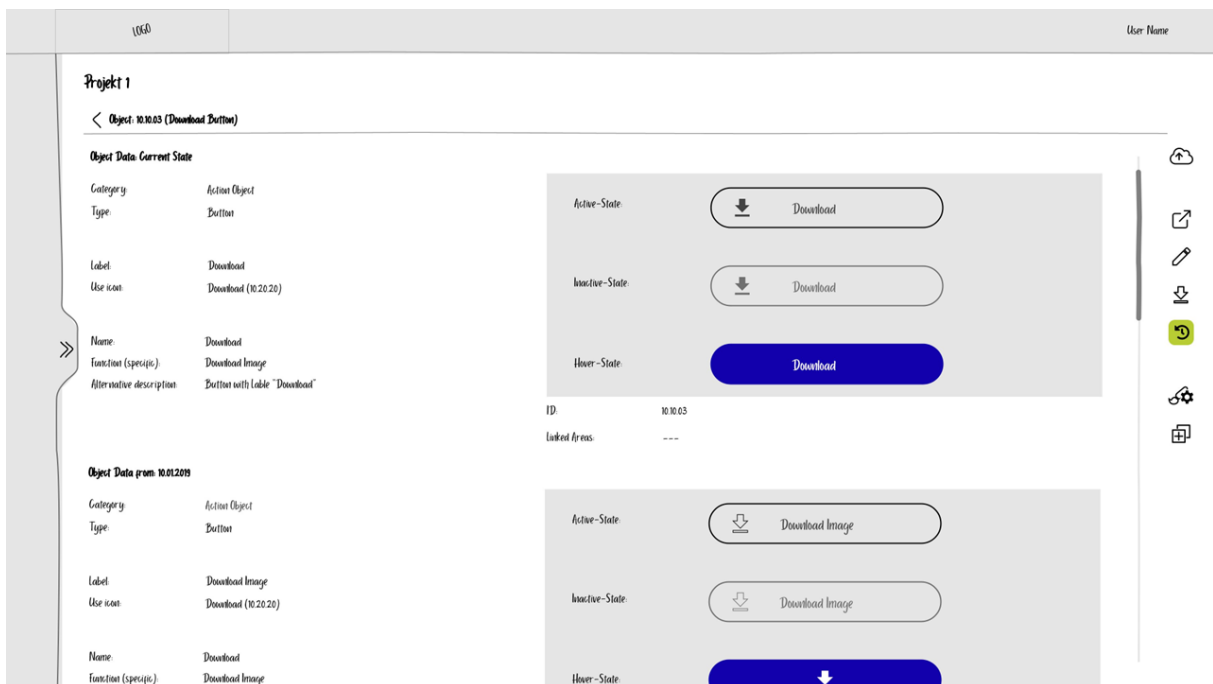 LOGO
User Name
Projekt 1
Object: 10.10.03 (Download Button)
Object Data: Current State
Category: Action Object
Type: Button
Label: Download
Use icon: Download (10.20.20)
Name: Download
Function (specific): Download Image
Alternative description: Button with Lable "Download"
Active-State: Download
Inactive-State: Download
Hover-State: Download
ID: 10.10.03
Linked Areas: ---
Object Data from: 10.01.2019
Category: Action Object
Type: Button
Label: Download Image
Use icon: Download (10.20.20)
Name: Download
Function (specific): Download Image
Active-State: Download Image
Inactive-State: Download Image
Hover-State: